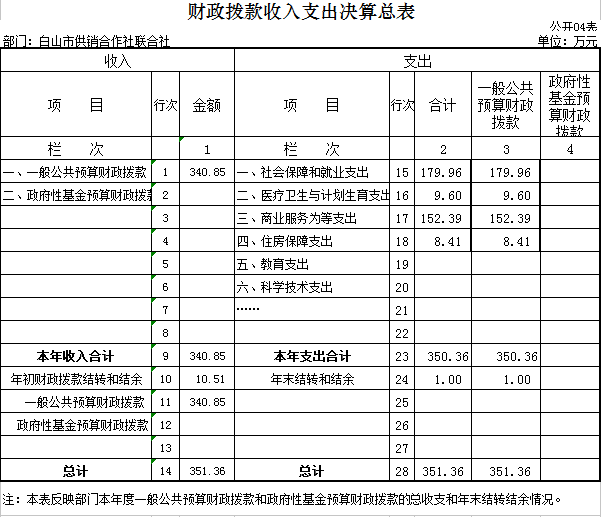 财政拨款收入支出决算总表
公开04表
部门：白山市供销合作社联合社 单位：万元
收入 支出
项 目 行次 金额 项 目 行次 合计 一般公共预算财政拨款 政府性基金预算财政拨款
栏 次 1 栏 次 2 3 4
一、一般公共预算财政拨款 1 340.85 一、社会保障和就业支出 15 179.96 179.96
二、政府性基金预算财政拨款 2 二、医疗卫生与计划生育支出 16 9.60 9.60
3 三、商业服务为等支出 17 152.39 152.39
4 四、住房保障支出 18 8.41 8.41
5 五、教育支出 19
6 六、科学技术支出 20
7 …… 21
8 22
本年收入合计 9 340.85 本年支出合计 23 350.36 350.36
年初财政拨款结转和结余 10 10.51 年末结转和结余 24 1.00 1.00
一般公共预算财政拨款 11 340.85 25
政府性基金预算财政拨款 12 26
13 27
总计 14 351.36 总计 28 351.36 351.36
注：本表反映部门本年度一般公共预算财政拨款和政府性基金预算财政拨款的总收支和年末结转结余情况。